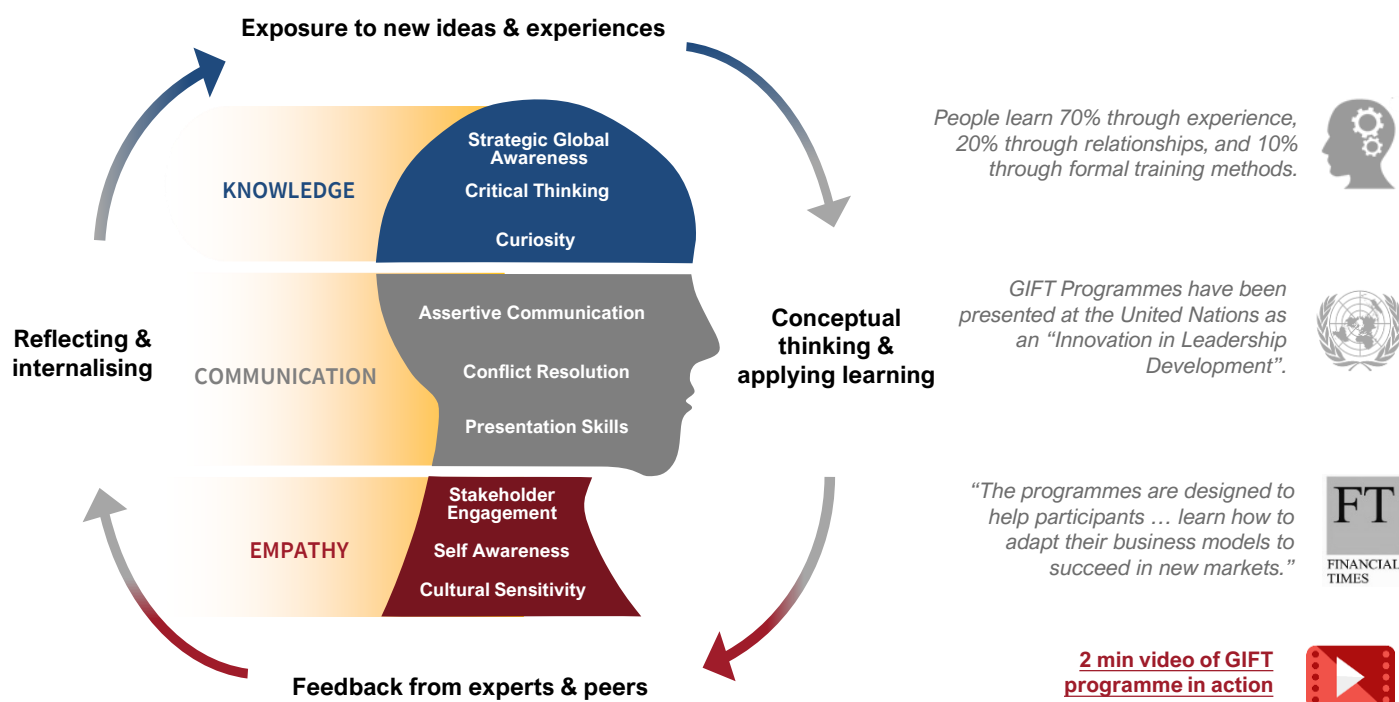 Exposure to new ideas & experiences
KNOWLEDGE
Strategic Global
Awareness
Critical Thinking
Curiosity
Reflecting &
internalising
COMMUNICATION
Assertive Communication
Conflict Resolution
Presentation Skills
Conceptual
thinking &
applying learning
EMPATHY
Stakeholder
Engagement
Self Awareness
Cultural Sensitivity
Feedback from experts & peers
People learn 70% through experience,
20% through relationships, and 10%
through formal training methods.
GIFT Programmes have been
presented at the United Nations as
an “Innovation in Leadership
Development”.
“The programmes are designed to
help participants … learn how to
adapt their business models to
succeed in new markets.”
FT
FINANCIAL
TIMES
2 min video of GIFT
programme in action